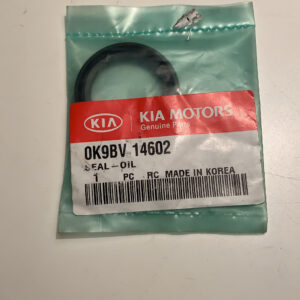 KIA KIA MOTORS
Genuine Parts
0K9BV 14602
SEAL-OIL
1 PC RC MADE IN KOREA